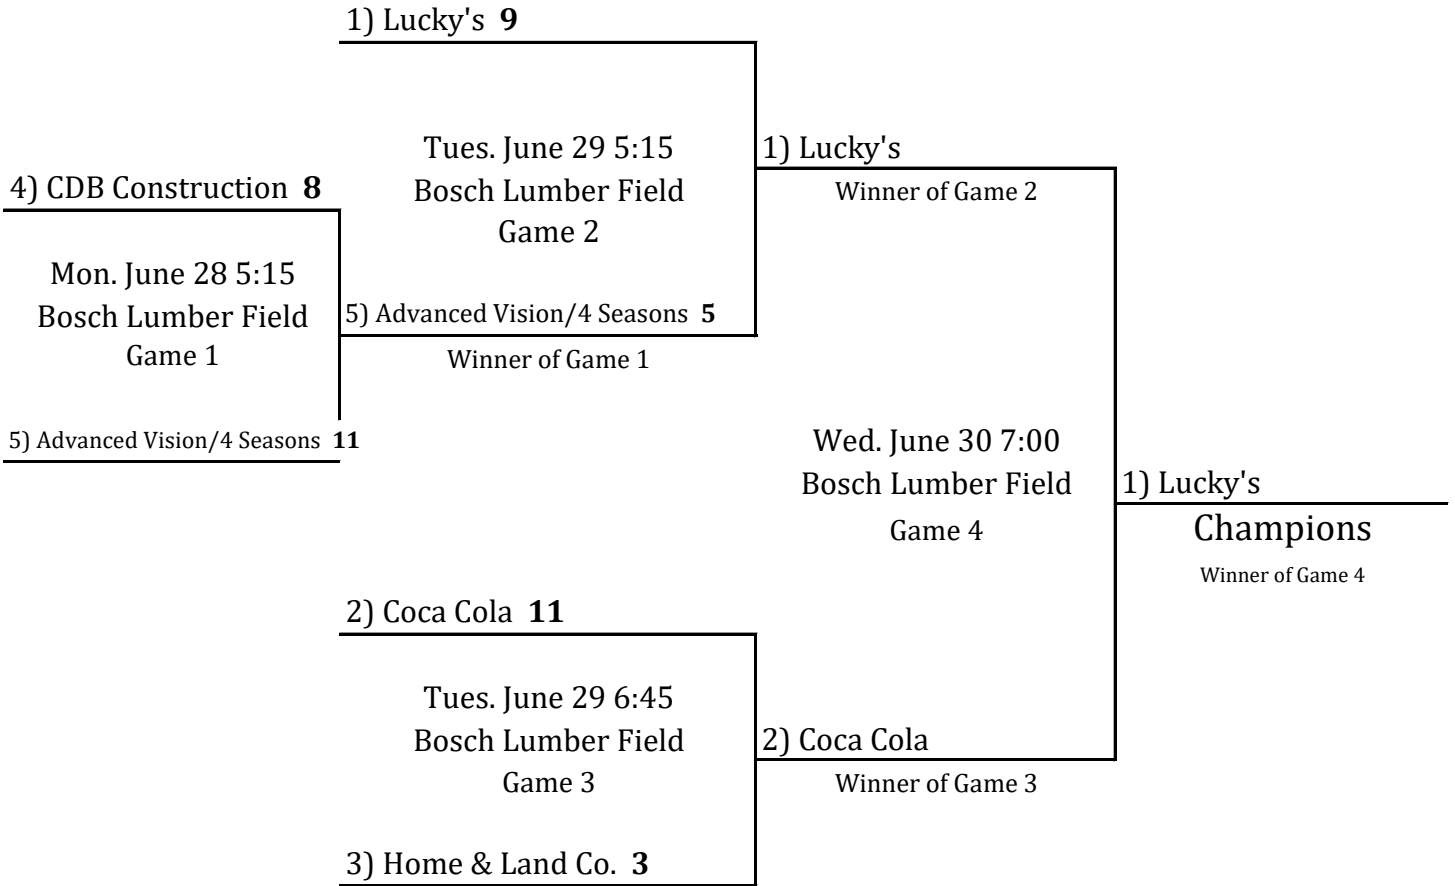 1) Lucky's 9
Tues. June 29 5:15
Bosch Lumber Field
Game 2
1) Lucky's
Winner of Game 2
4) CDB Construction 8
Mon. June 28 5:15
Bosch Lumber Field
Game 1
5) Advanced Vision/4 Seasons 5
Winner of Game 1
5) Advanced Vision/4 Seasons 11
Wed. June 30 7:00
Bosch Lumber Field
Game 4
1) Lucky's
Champions
Winner of Game 4
2) Coca Cola 11
Tues. June 29 6:45
Bosch Lumber Field
Game 3
2) Coca Cola
Winner of Game 3
3) Home & Land Co. 3